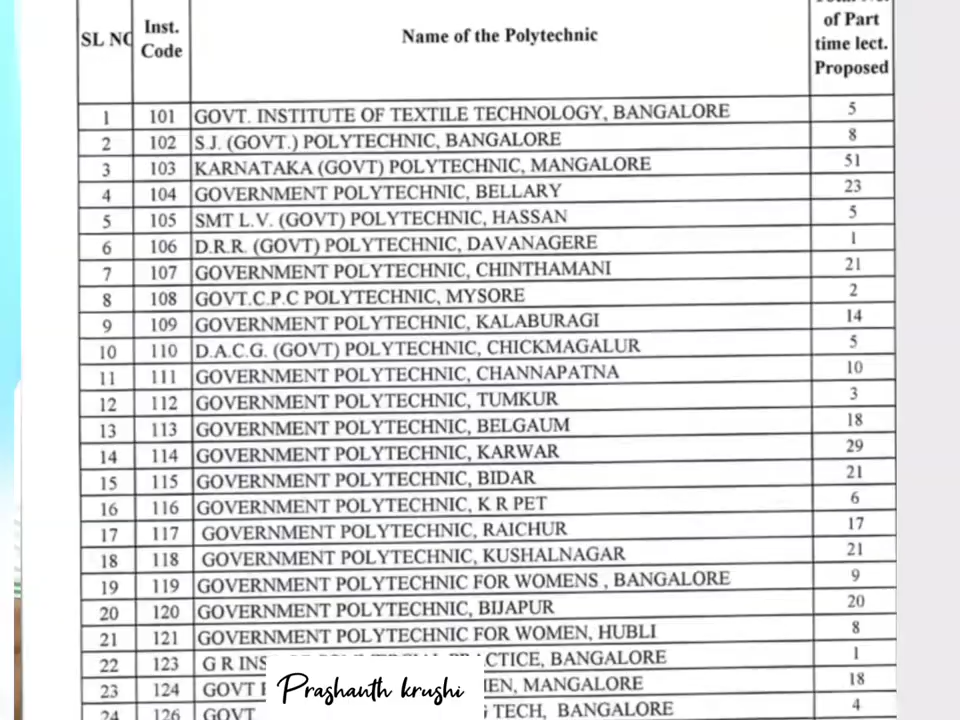 SL NO Inst. Code Name of the Polytechnic Total No. of Part time lect. Proposed
1 101 GOVT. INSTITUTE OF TEXTILE TECHNOLOGY, BANGALORE 5
2 102 S.J. (GOVT.) POLYTECHNIC, BANGALORE 8
3 103 KARNATAKA (GOVT) POLYTECHNIC, MANGALORE 51
4 104 GOVERNMENT POLYTECHNIC, BELLARY 23
5 105 SMT L.V. (GOVT) POLYTECHNIC, HASSAN 5
6 106 D.R.R. (GOVT) POLYTECHNIC, DAVANAGERE 1
7 107 GOVERNMENT POLYTECHNIC, CHINTHAMANI 21
8 108 GOVT.C.P.C POLYTECHNIC, MYSORE 2
9 109 GOVERNMENT POLYTECHNIC, KALABURAGI 14
10 110 D.A.C.G. (GOVT) POLYTECHNIC, CHICKMAGALUR 5
11 111 GOVERNMENT POLYTECHNIC, CHANNAPATNA 10
12 112 GOVERNMENT POLYTECHNIC, TUMKUR 3
13 113 GOVERNMENT POLYTECHNIC, BELGAUM 18
14 114 GOVERNMENT POLYTECHNIC, KARWAR 29
15 115 GOVERNMENT POLYTECHNIC, BIDAR 21
16 116 GOVERNMENT POLYTECHNIC, K R PET 6
17 117 GOVERNMENT POLYTECHNIC, RAICHUR 17
18 118 GOVERNMENT POLYTECHNIC, KUSHALNAGAR 21
19 119 GOVERNMENT POLYTECHNIC FOR WOMENS , BANGALORE 9
20 120 GOVERNMENT POLYTECHNIC, BIJAPUR 20
21 121 GOVERNMENT POLYTECHNIC FOR WOMEN, HUBLI 8
22 123 G R BANGALORE 1
23 124 GOVT MANGALORE 18
24 126 GOVT TECH, BANGALORE 4
Prashanth krushi